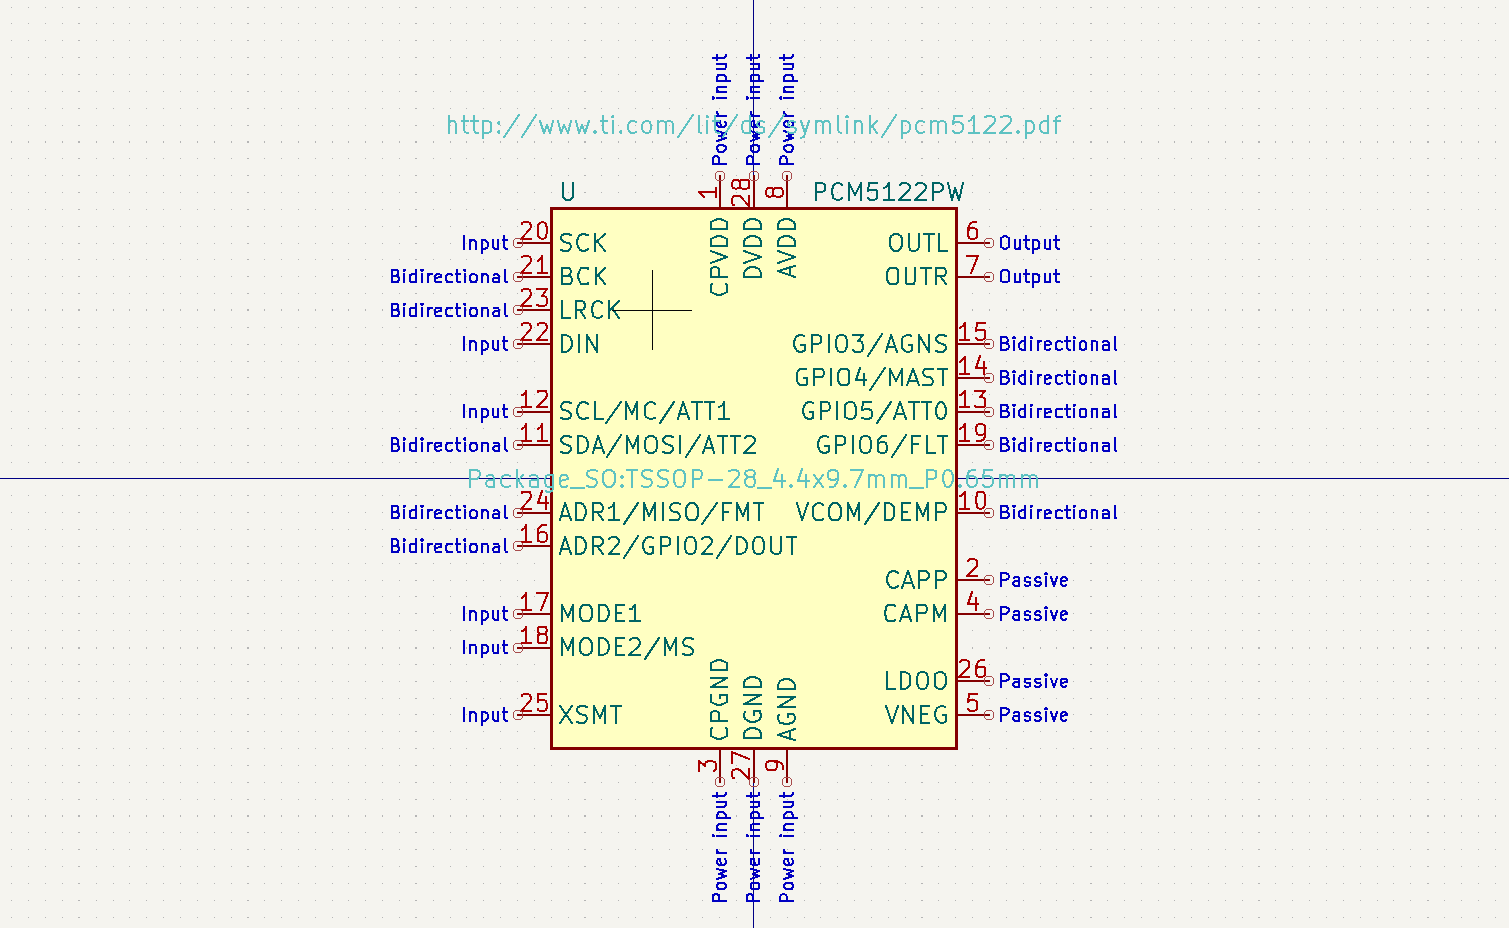 Power input Power input Power input
http://www.ti.com/lit/ds/symlink/pcm5122.pdf
1 28 8
U PCM5122PW
CPVDD DVDD AVDD
Input 20 SCK OUTL 6 Output
Bidirectional 21 BCK OUTR 7 Output
Bidirectional 23 LRCK
Input 22 DIN GPIO3/AGNS 15 Bidirectional
GPIO4/MAST 14 Bidirectional
Input 12 SCL/MC/ATT1 GPIO5/ATT0 13 Bidirectional
Bidirectional 11 SDA/MOSI/ATT2 GPIO6/FLT 19 Bidirectional
Package_SO:TSSOP-28_4.4x9.7mm_P0.65mm
Bidirectional 24 ADR1/MISO/FMT VCOM/DEMP 10 Bidirectional
Bidirectional 16 ADR2/GPIO2/DOUT
CAPP 2 Passive
Input 17 MODE1 CAPM 4 Passive
Input 18 MODE2/MS
LDOO 26 Passive
Input 25 XSMT VNEG 5 Passive
CPGND DGND AGND
3 27 9
Power input Power input Power input